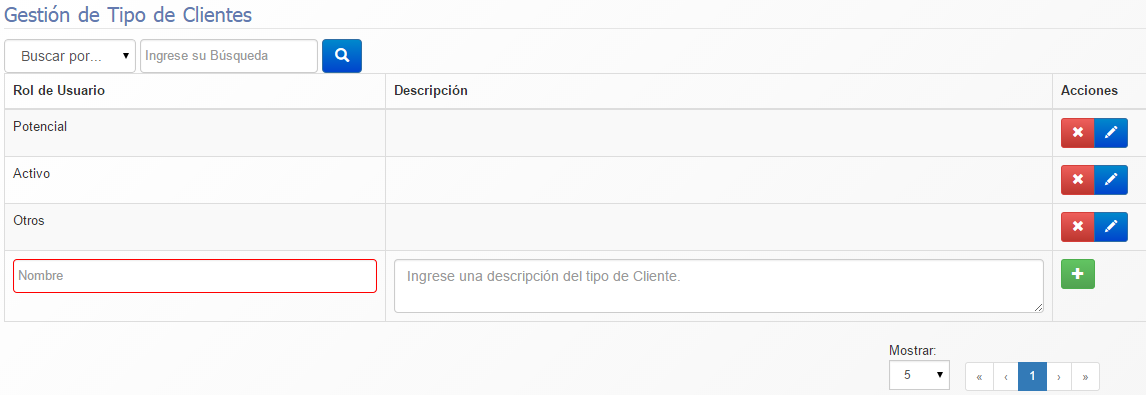 Gestión de Tipo de Clientes
Buscar por... Ingrese su Búsqueda
Rol de Usuario Descripción Acciones
Potencial
Activo
Otros
Nombre Ingrese una descripción del tipo de Cliente.
Mostrar:
5 « ‹ 1 › »